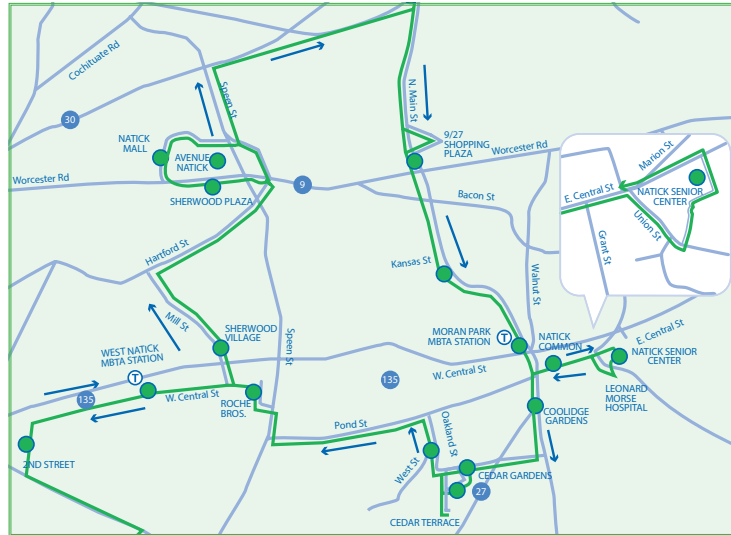 Cochituate Rd
Speen St
N. Main St
30
9/27
SHOPPING
PLAZA
Worcester Rd
NATICK
MALL
AVENUE
NATICK
Worcester Rd
9
SHERWOOD PLAZA
Bacon St
Marion St
E. Central St
NATICK SENIOR
CENTER
Union St
Grant St
Hartford St
Kansas St
Walnut St
Mill St
SHERWOOD
VILLAGE
Speen St
MORAN PARK
MBTA STATION
T
NATICK
COMMON
E. Central St
NATICK SENIOR
CENTER
WEST NATICK
MBTA STATION
T
135
W. Central St
135
W. Central St
ROCHE
BROS.
LEONARD
MORSE
HOSPITAL
COOLIDGE
GARDENS
Pond St
Oakland St
West St
2ND STREET
CEDAR GARDENS
27
CEDAR TERRACE